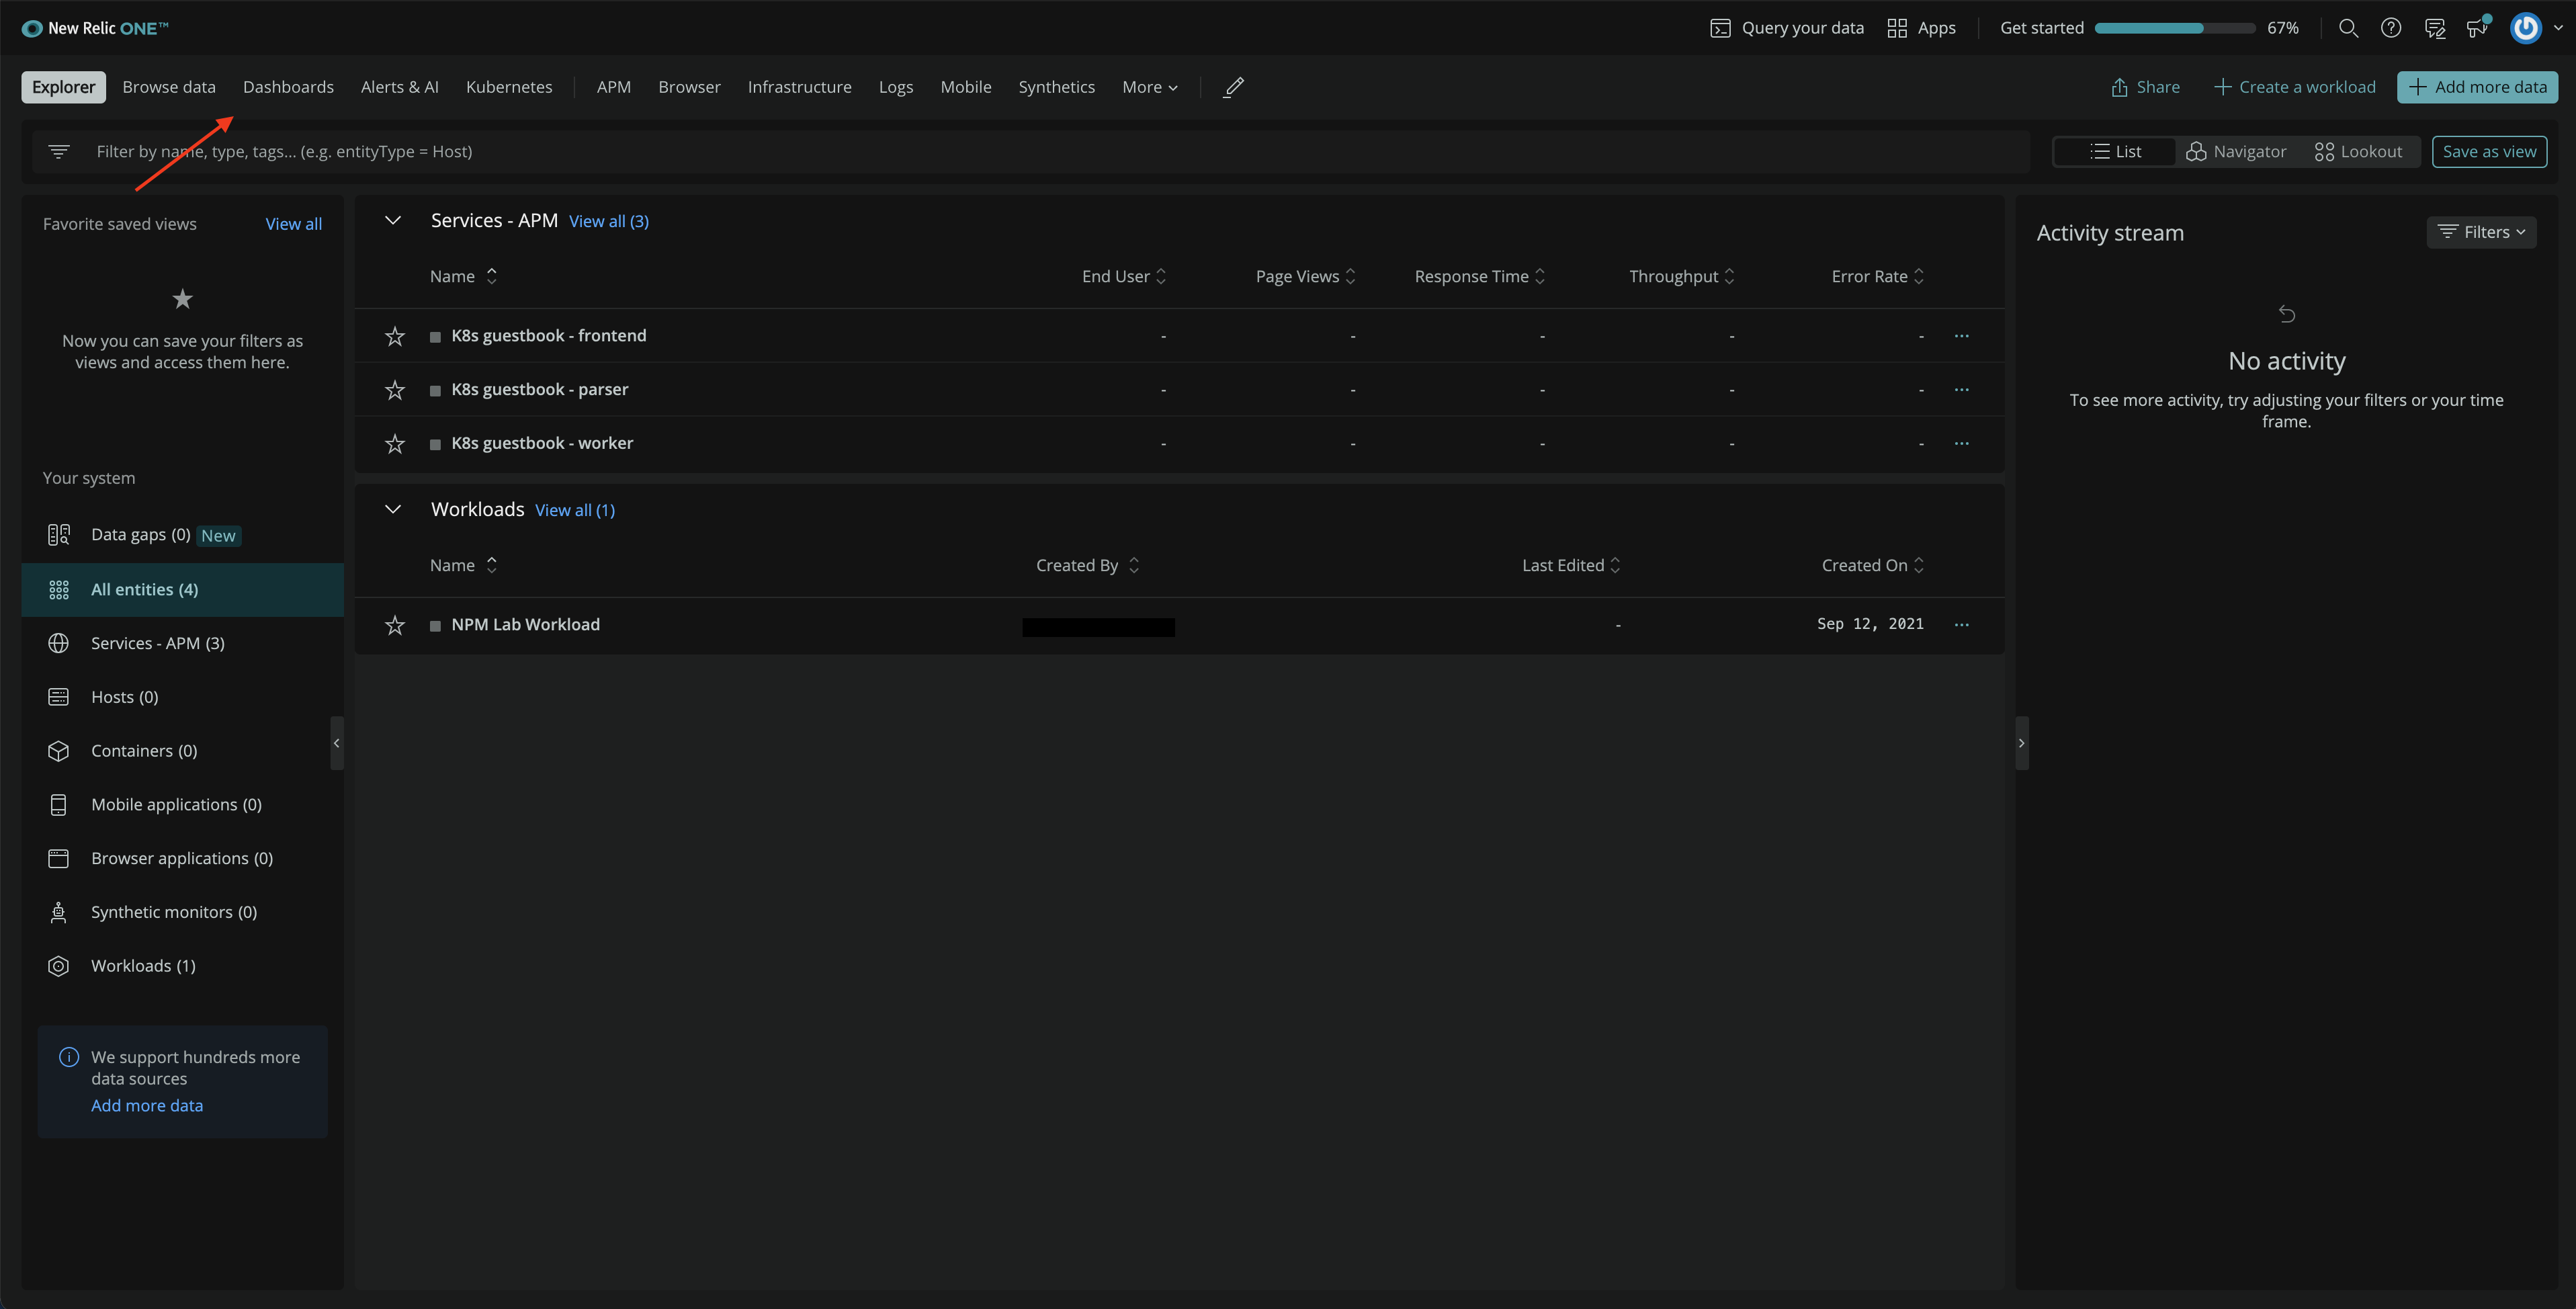 New Relic ONE™
Query your data
Apps
Get started
67%
Explorer
Browse data
Dashboards
Alerts & AI
Kubernetes
APM
Browser
Infrastructure
Logs
Mobile
Synthetics
More
Share
Create a workload
Add more data
Filter by name, type, tags... (e.g. entityType = Host)
List
Navigator
Lookout
Save as view
Favorite saved views
View all
Now you can save your filters as
views and access them here.
Your system
Data gaps (0) New
All entities (4)
Services - APM (3)
Hosts (0)
Containers (0)
Mobile applications (0)
Browser applications (0)
Synthetic monitors (0)
Workloads (1)
We support hundreds more
data sources
Add more data
Services - APM View all (3)
Name End User Page Views Response Time Throughput Error Rate
K8s guestbook - frontend - - - - -
K8s guestbook - parser - - - - -
K8s guestbook - worker - - - - -
Workloads View all (1)
Name Created By Last Edited Created On
NPM Lab Workload - Sep 12, 2021
Activity stream
Filters
No activity
To see more activity, try adjusting your filters or your time
frame.